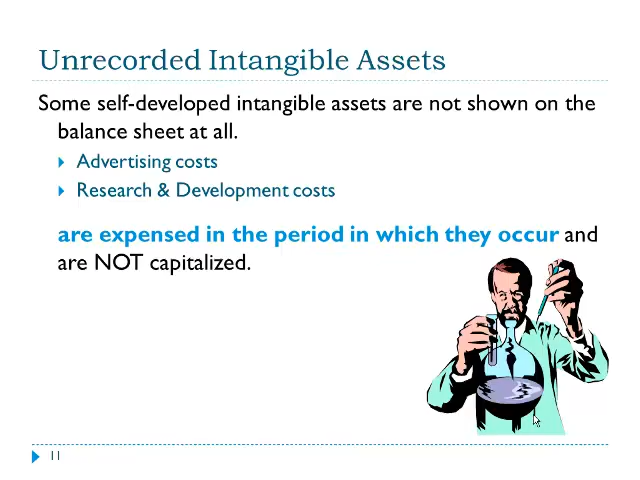 Unrecorded Intangible Assets
Some self-developed intangible assets are not shown on the
balance sheet at all.
Advertising costs
Research & Development costs
are expensed in the period in which they occur and
are NOT capitalized.
11